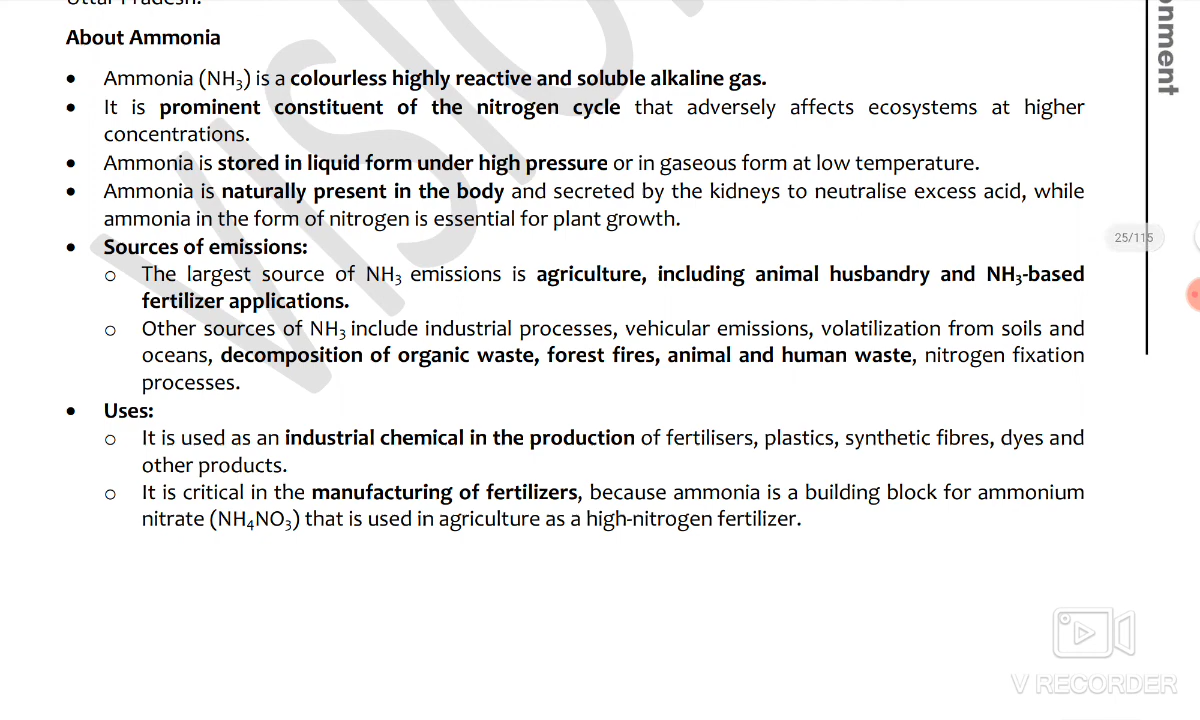 Uttar Pradesh.
About Ammonia
• Ammonia (NH₃) is a colourless highly reactive and soluble alkaline gas.
• It is prominent constituent of the nitrogen cycle that adversely affects ecosystems at higher
concentrations.
• Ammonia is stored in liquid form under high pressure or in gaseous form at low temperature.
• Ammonia is naturally present in the body and secreted by the kidneys to neutralise excess acid, while
ammonia in the form of nitrogen is essential for plant growth.
• Sources of emissions:
o The largest source of NH₃ emissions is agriculture, including animal husbandry and NH₃-based
fertilizer applications.
o Other sources of NH₃ include industrial processes, vehicular emissions, volatilization from soils and
oceans, decomposition of organic waste, forest fires, animal and human waste, nitrogen fixation
processes.
• Uses:
o It is used as an industrial chemical in the production of fertilisers, plastics, synthetic fibres, dyes and
other products.
o It is critical in the manufacturing of fertilizers, because ammonia is a building block for ammonium
nitrate (NH₄NO₃) that is used in agriculture as a high-nitrogen fertilizer.
25/115
V RECORDER